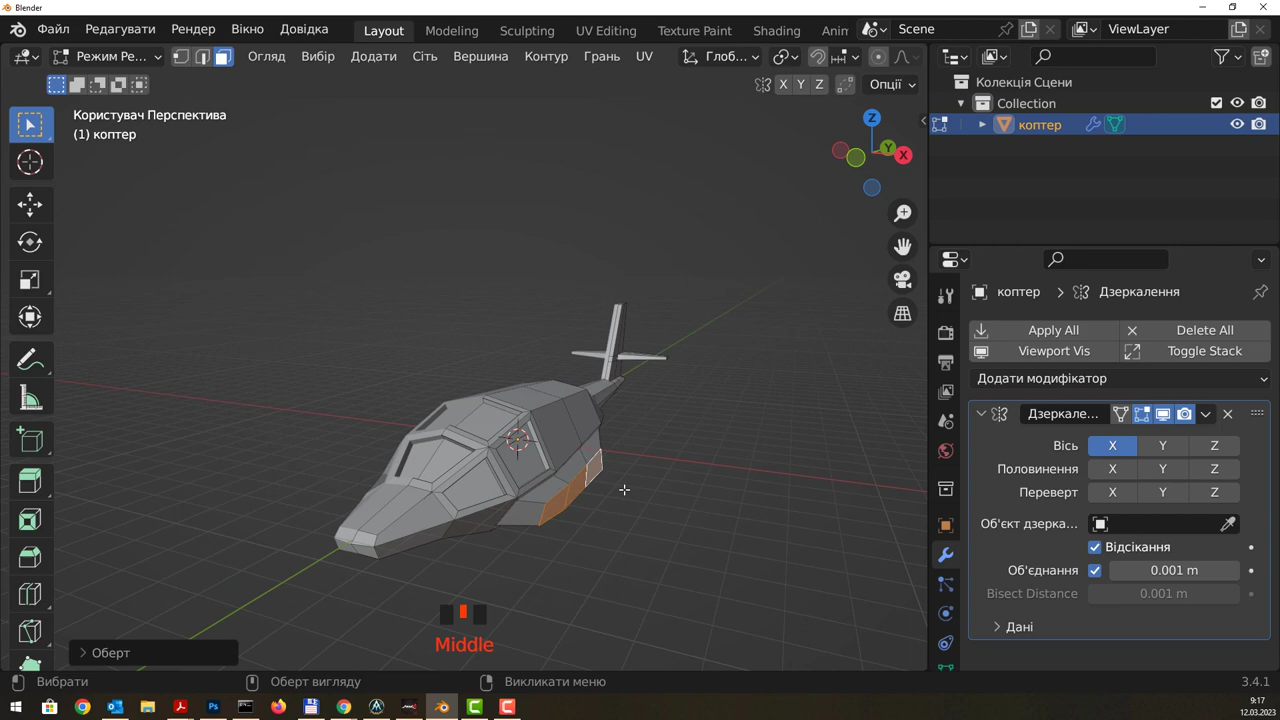 Blender
Файл Редагувати Рендер Вікно Довідка Layout Modeling Sculpting UV Editing Texture Paint Shading Anin Scene ViewLayer
Режим Ре... Огляд Вибір Додати Сіть Вершина Контур Грань UV Глоб...
X Y Z Опції
Користувач Перспектива
(1) коптер
Z
Y
X
Колекція Сцени
Collection
коптер
коптер > Дзеркалення
Apply All Delete All
Viewport Vis Toggle Stack
Додати модифікатор
Дзеркале...
Вісь X Y Z
Половинення X Y Z
Переверт X Y Z
Об'єкт дзерка...
Відсікання
Об'єднання 0.001 m
Bisect Distance 0.001 m
Дані
Middle
Оберт
Вибрати Оберт вигляду Викликати меню 3.4.1
9:17
12.03.2023